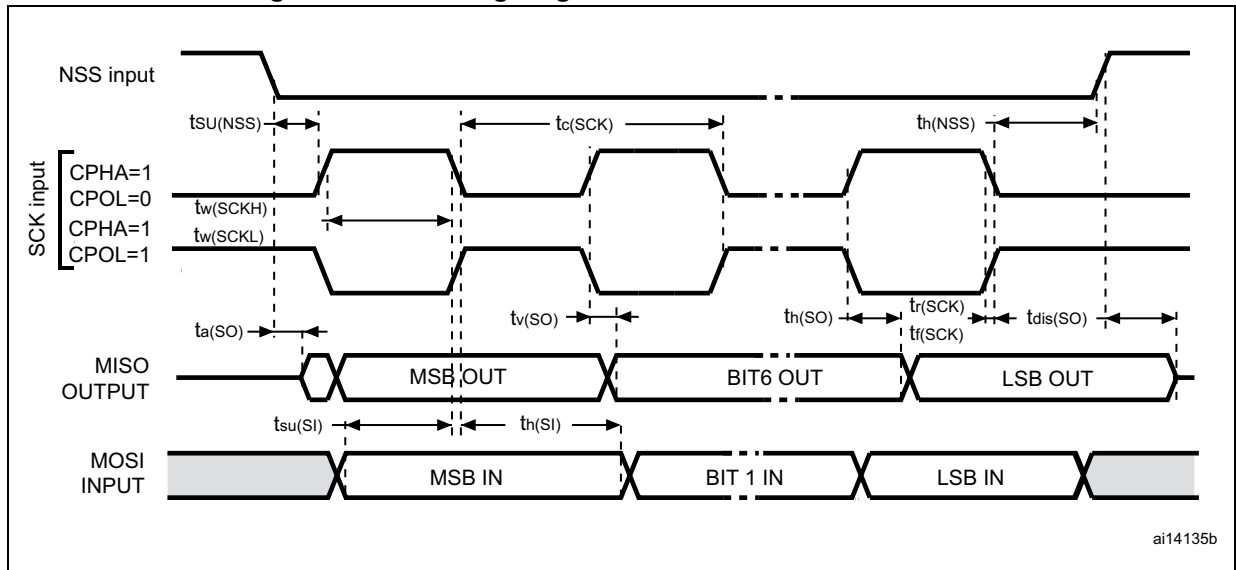 NSS input
tSU(NSS)
tc(SCK)
th(NSS)
SCK input
CPHA=1
CPOL=0
tw(SCKH)
CPHA=1
tw(SCKL)
CPOL=1
ta(SO)
tv(SO)
th(SO)
tr(SCK)
tf(SCK)
tdis(SO)
MISO
OUTPUT
MSB OUT
BIT6 OUT
LSB OUT
tsu(SI)
th(SI)
MOSI
INPUT
MSB IN
BIT 1 IN
LSB IN
ai14135b